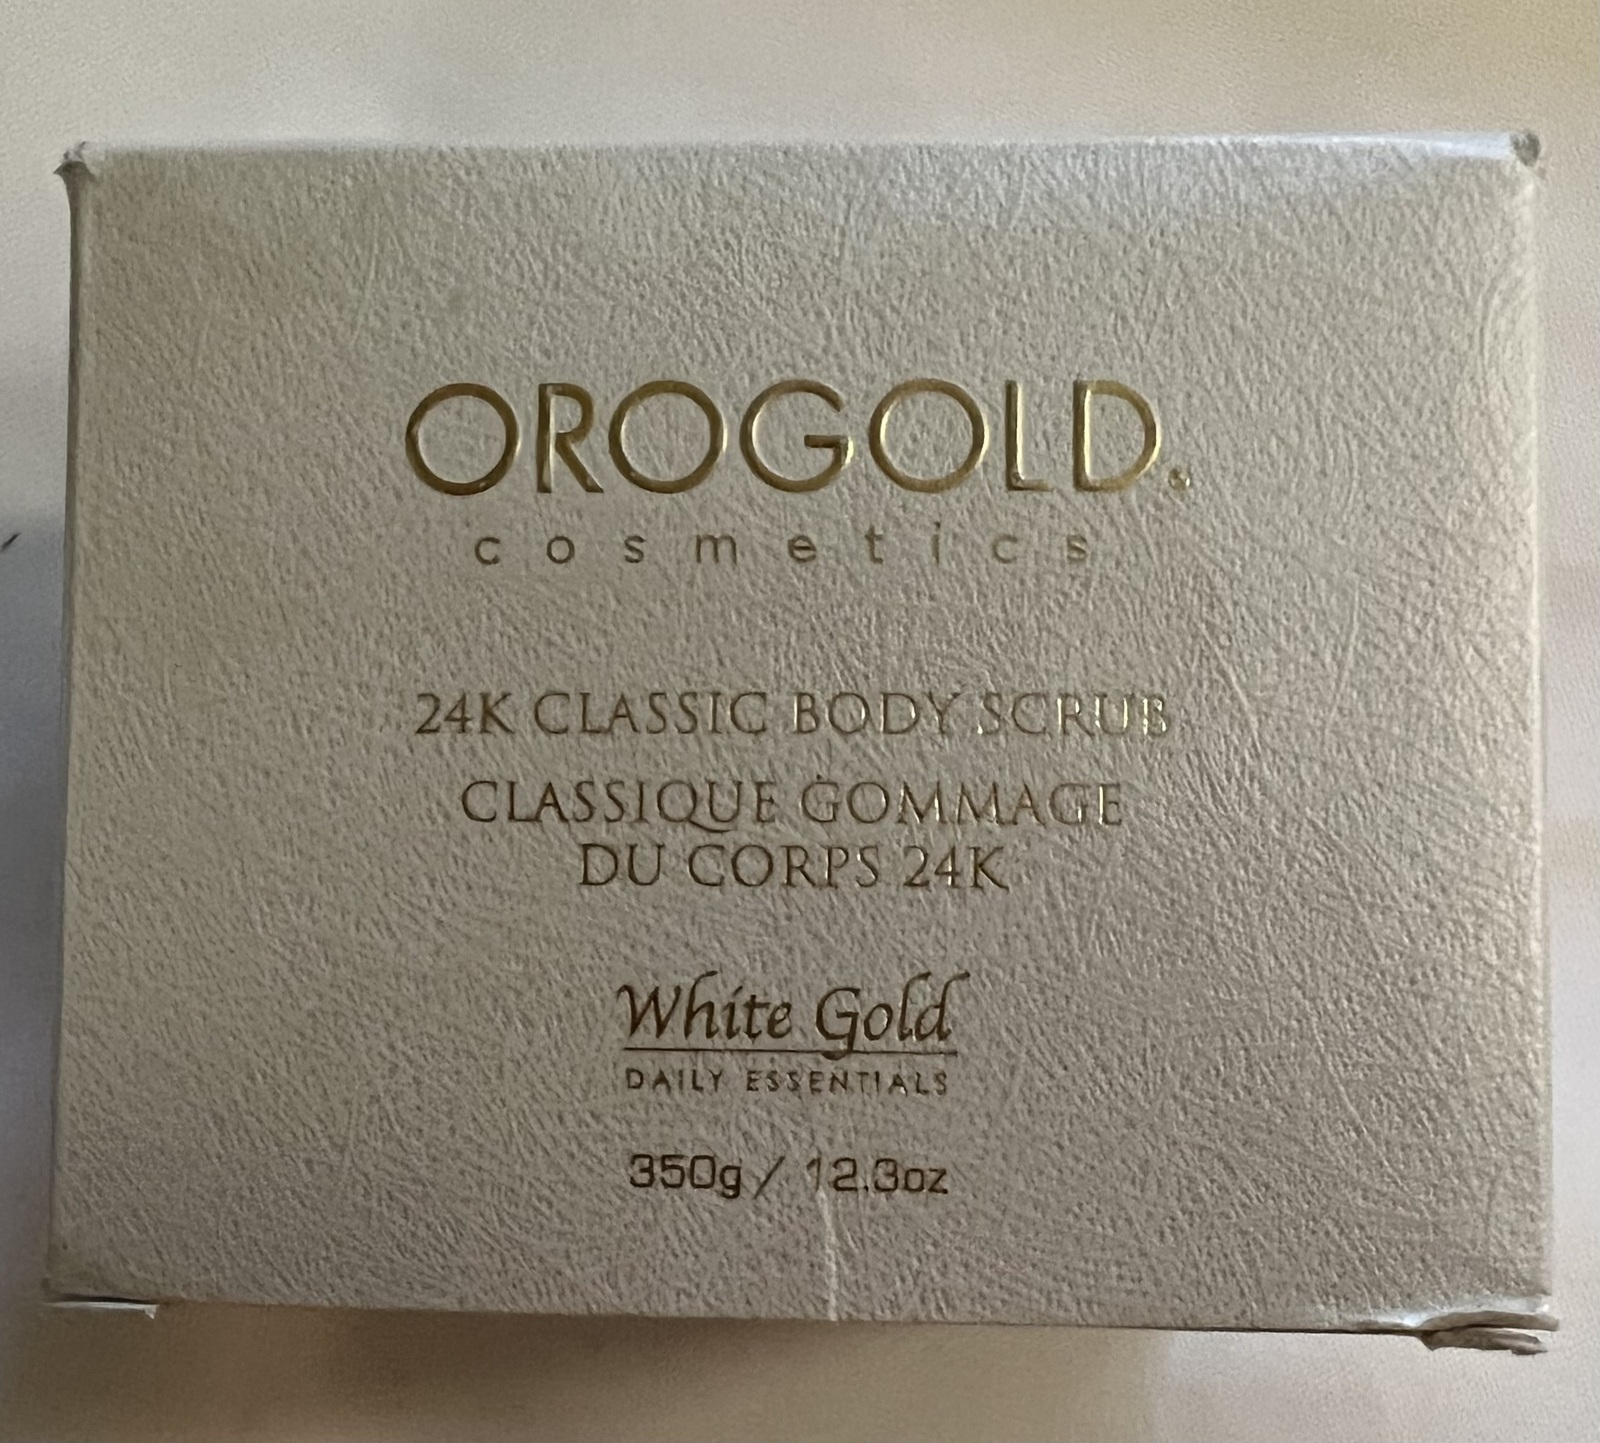 OROGOLD®
cosmetics
24K CLASSIC BODY SCRUB
CLASSIQUE GOMMAGE
DU CORPS 24K
White Gold
DAILY ESSENTIALS
350g / 12.3oz